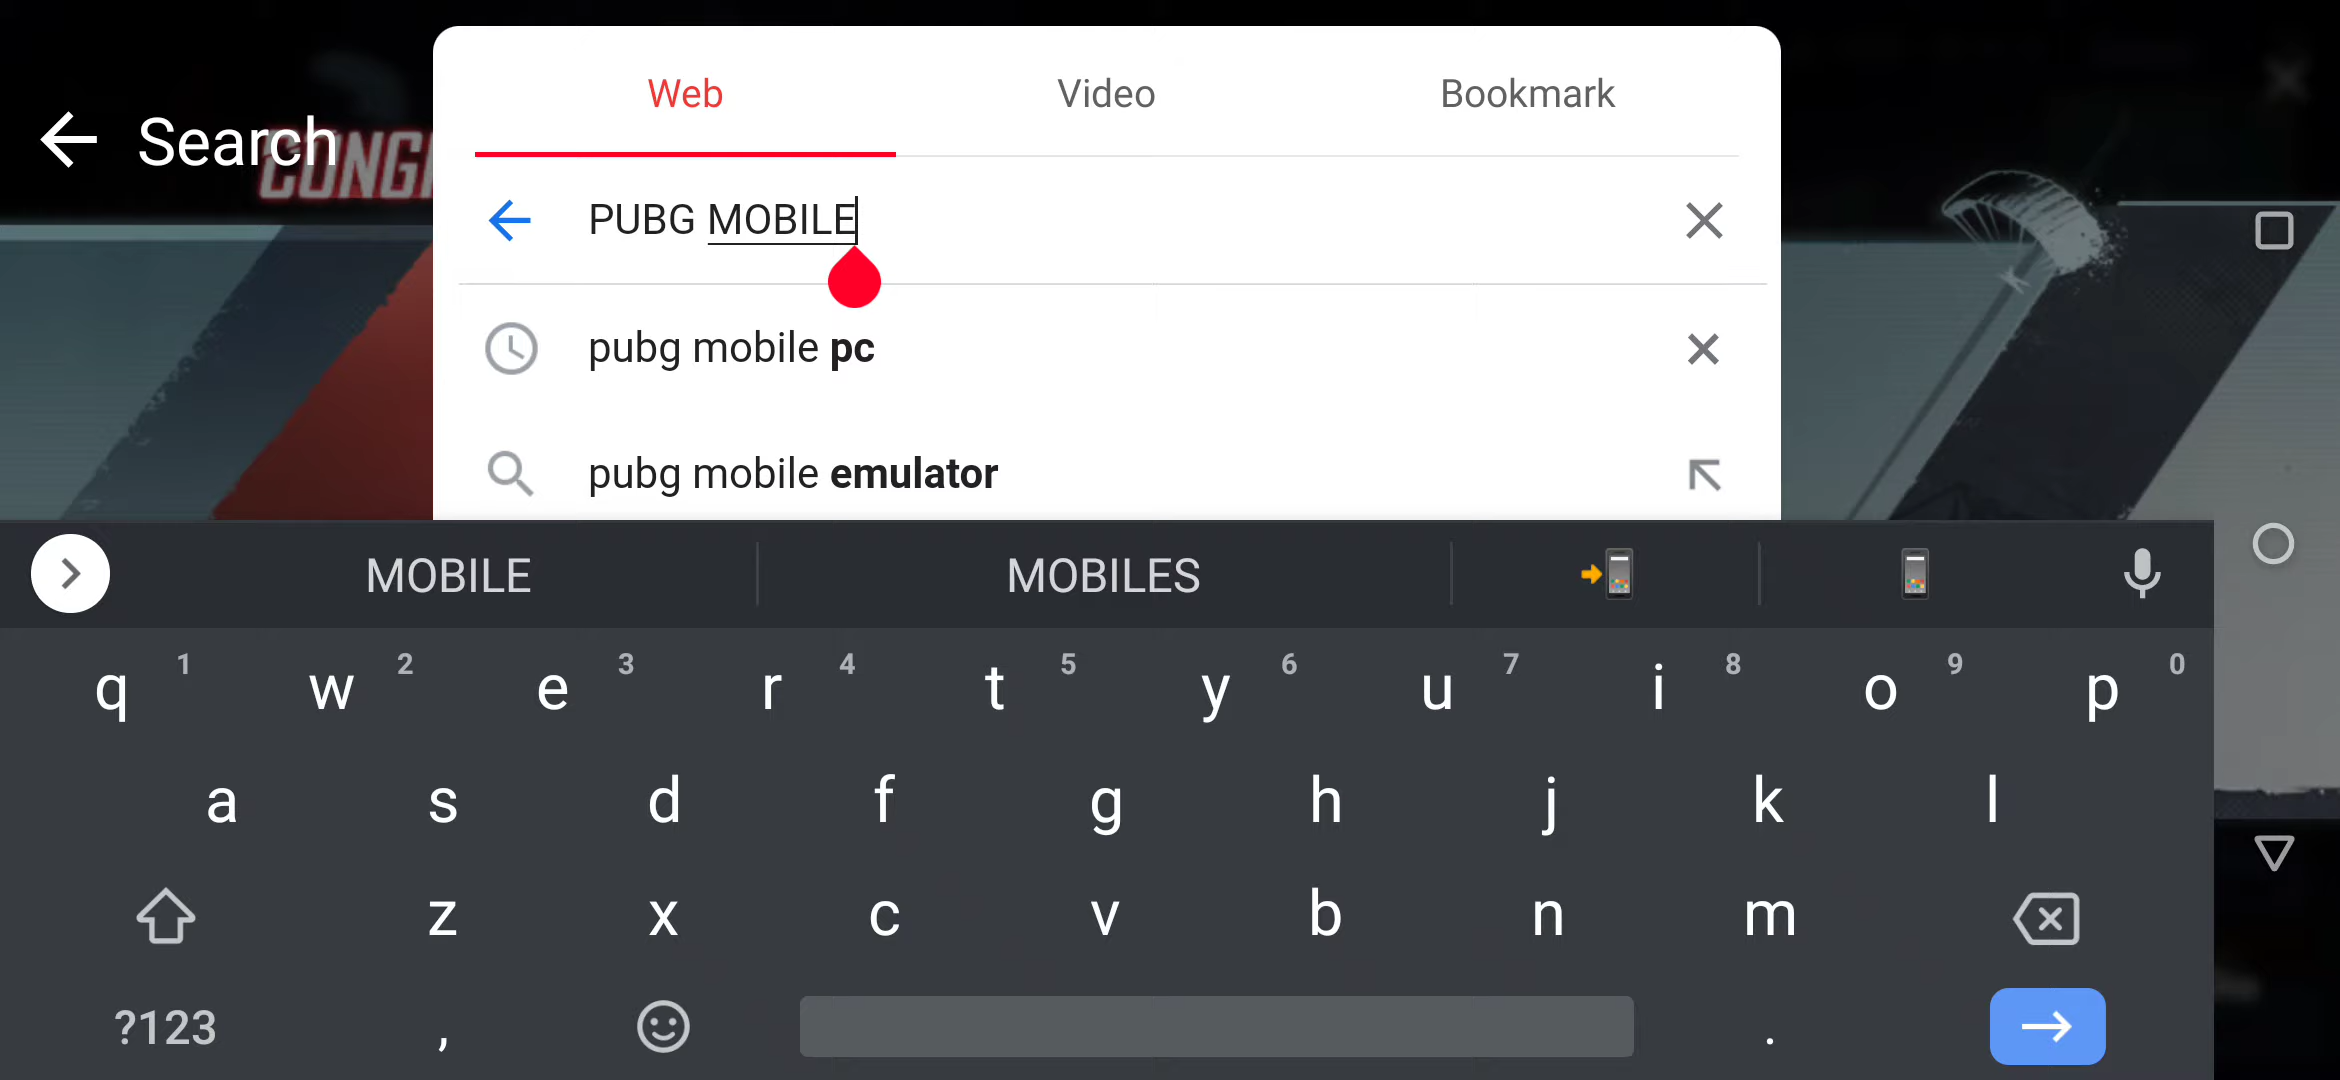 Web Video Bookmark
Search
CONG
PUBG MOBILE
pubg mobile pc
pubg mobile emulator
MOBILE MOBILES
q 1 w 2 e 3 r 4 t 5 y 6 u 7 i 8 o 9 p 0
a s d f g h j k l
z x c v b n m
?123 , .